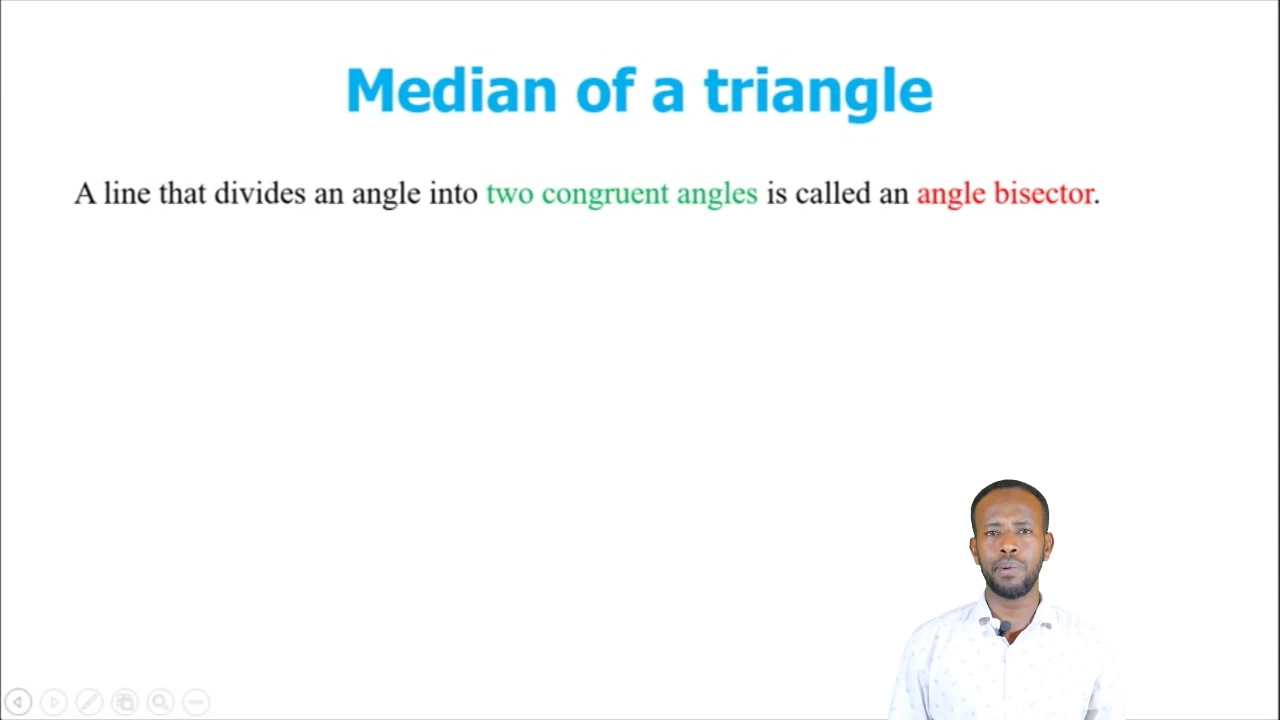 Median of a triangle
A line that divides an angle into two congruent angles is called an angle bisector.